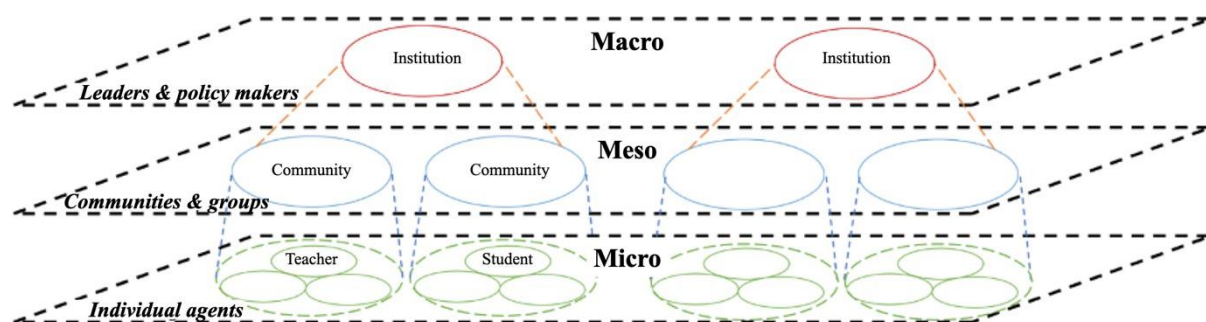 Macro
Institution
Institution
Leaders & policy makers
Meso
Community
Community
Communities & groups
Micro
Teacher
Student
Individual agents